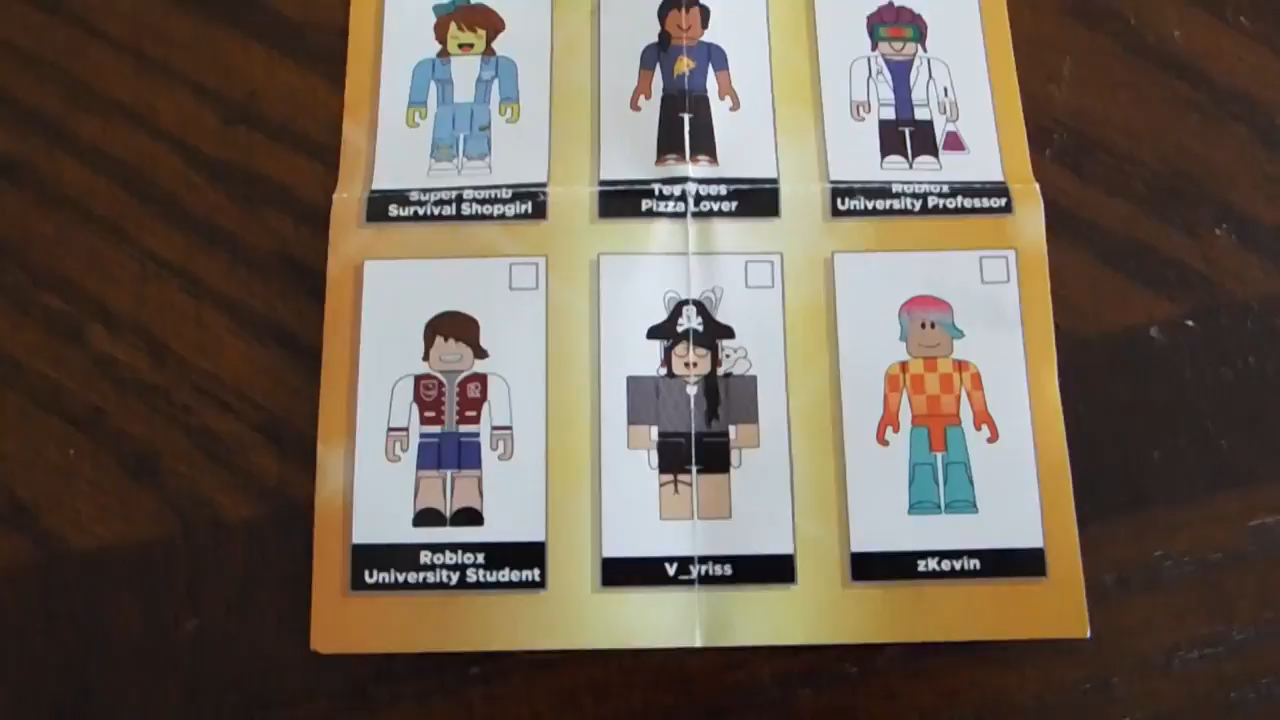 Super Bomb
Survival Shopgirl
Tee Vees
Pizza Lover
Roblox
University Professor
Roblox
University Student
V_yriss
zKevin